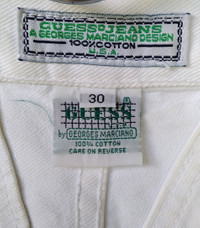 GUESS JEANS
A GEORGES MARCIANO DESIGN
100% COTTON
U.S.A
30
GUESS
by GEORGES MARCIANO
100% COTTON
CARE ON REVERSE